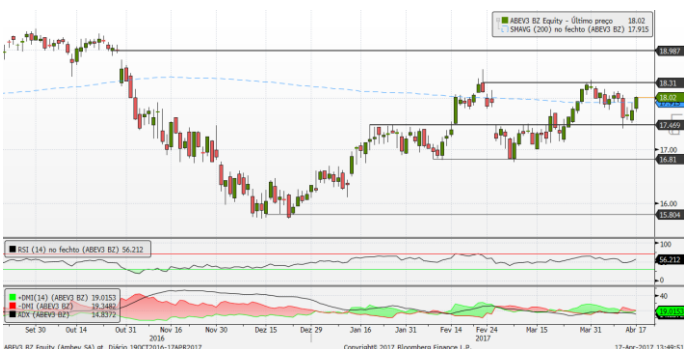 ABEV3 BZ Equity - Último preço 18.02
SMAVG (200) no fechto (ABEV3 BZ) 17.915
18.987
18.31
18.02
17.469
17.00
16.81
16.00
15.804
RSI (14) no fechto (ABEV3 BZ) 56.212
100
56.212
0
+DMI(14) (ABEV3 BZ) 19.0153
-DMI (ABEV3 BZ) 19.3482
ADX (ABEV3 BZ) 14.8372
40
19.0153
Set 30 Out 14 Out 31 Nov 16 Nov 30 Dez 15 Dez 29 Jan 16 Jan 31 Fev 14 Fev 24 Mar 15 Mar 31 Abr 17
2016 2017
ABEV3 BZ Equity (Ambev SA) Diário 19OCT2016-17APR2017 Copyright© 2017 Bloomberg Finance L.P. 17-Apr-2017 13:49:51